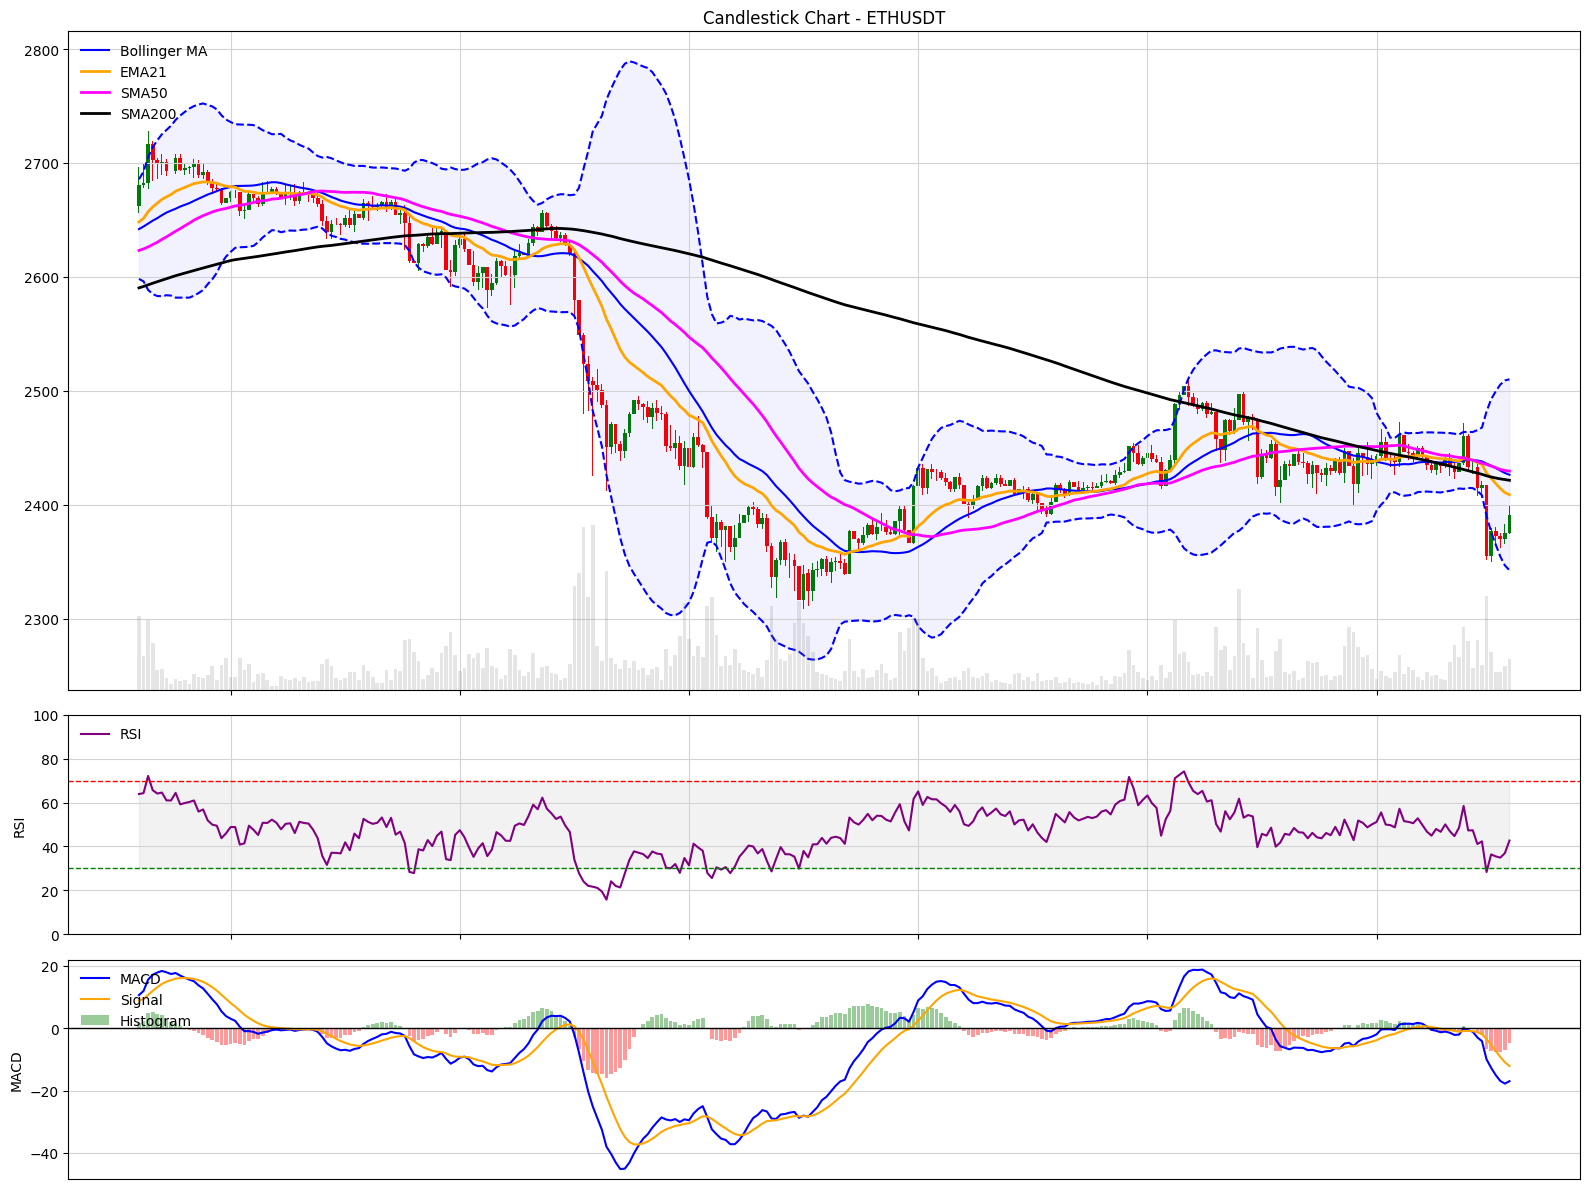 Candlestick Chart - ETHUSDT
2800
Bollinger MA
EMA21
SMA50
SMA200
2700
2600
2500
2400
2300
100
RSI
80
60
RSI
40
20
0
20
MACD
Signal
Histogram
0
MACD
−20
−40